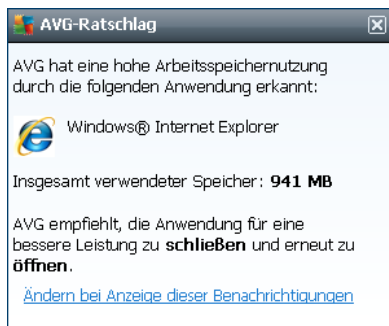 AVG-Ratschlag
AVG hat eine hohe Arbeitsspeichernutzung
durch die folgenden Anwendung erkannt:
Windows® Internet Explorer
Insgesamt verwendeter Speicher: 941 MB
AVG empfiehlt, die Anwendung für eine
bessere Leistung zu schließen und erneut zu
öffnen.
Ändern bei Anzeige dieser Benachrichtigungen